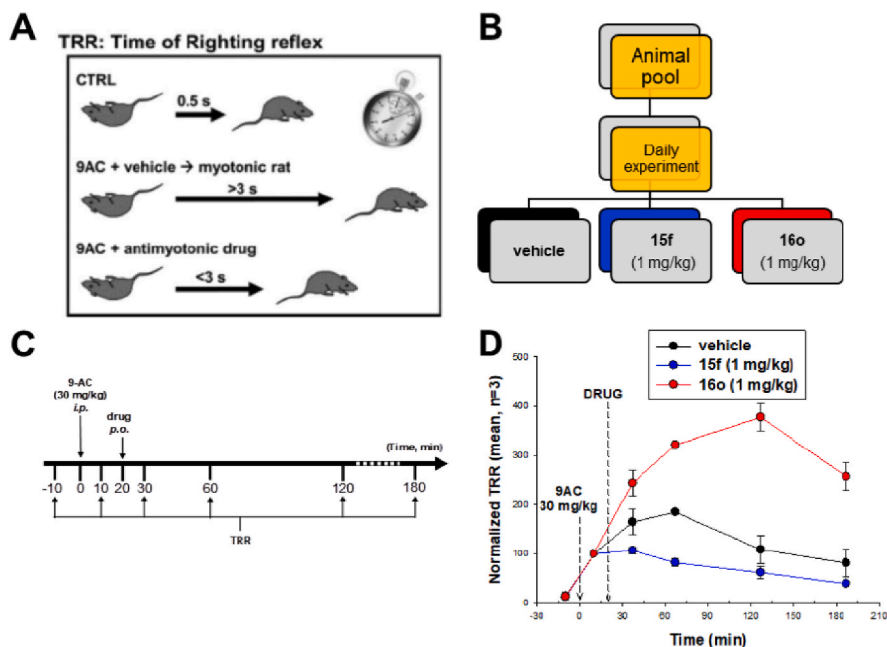 A
TRR: Time of Righting reflex
CTRL
0.5 s
9AC + vehicle → myotonic rat
>3 s
9AC + antimyotonic drug
<3 s
B
Animal
pool
Daily
experiment
vehicle
15f
(1 mg/kg)
16o
(1 mg/kg)
C
9-AC
(30 mg/kg)
i.p.
drug
p.o.
(Time, min)
-10 0 10 20 30 60 120 180
TRR
D
vehicle
15f (1 mg/kg)
16o (1 mg/kg)
DRUG
9AC
30 mg/kg
Normalized TRR (mean, n=3)
500
400
300
200
100
0
-30 0 30 60 90 120 150 180 210
Time (min)